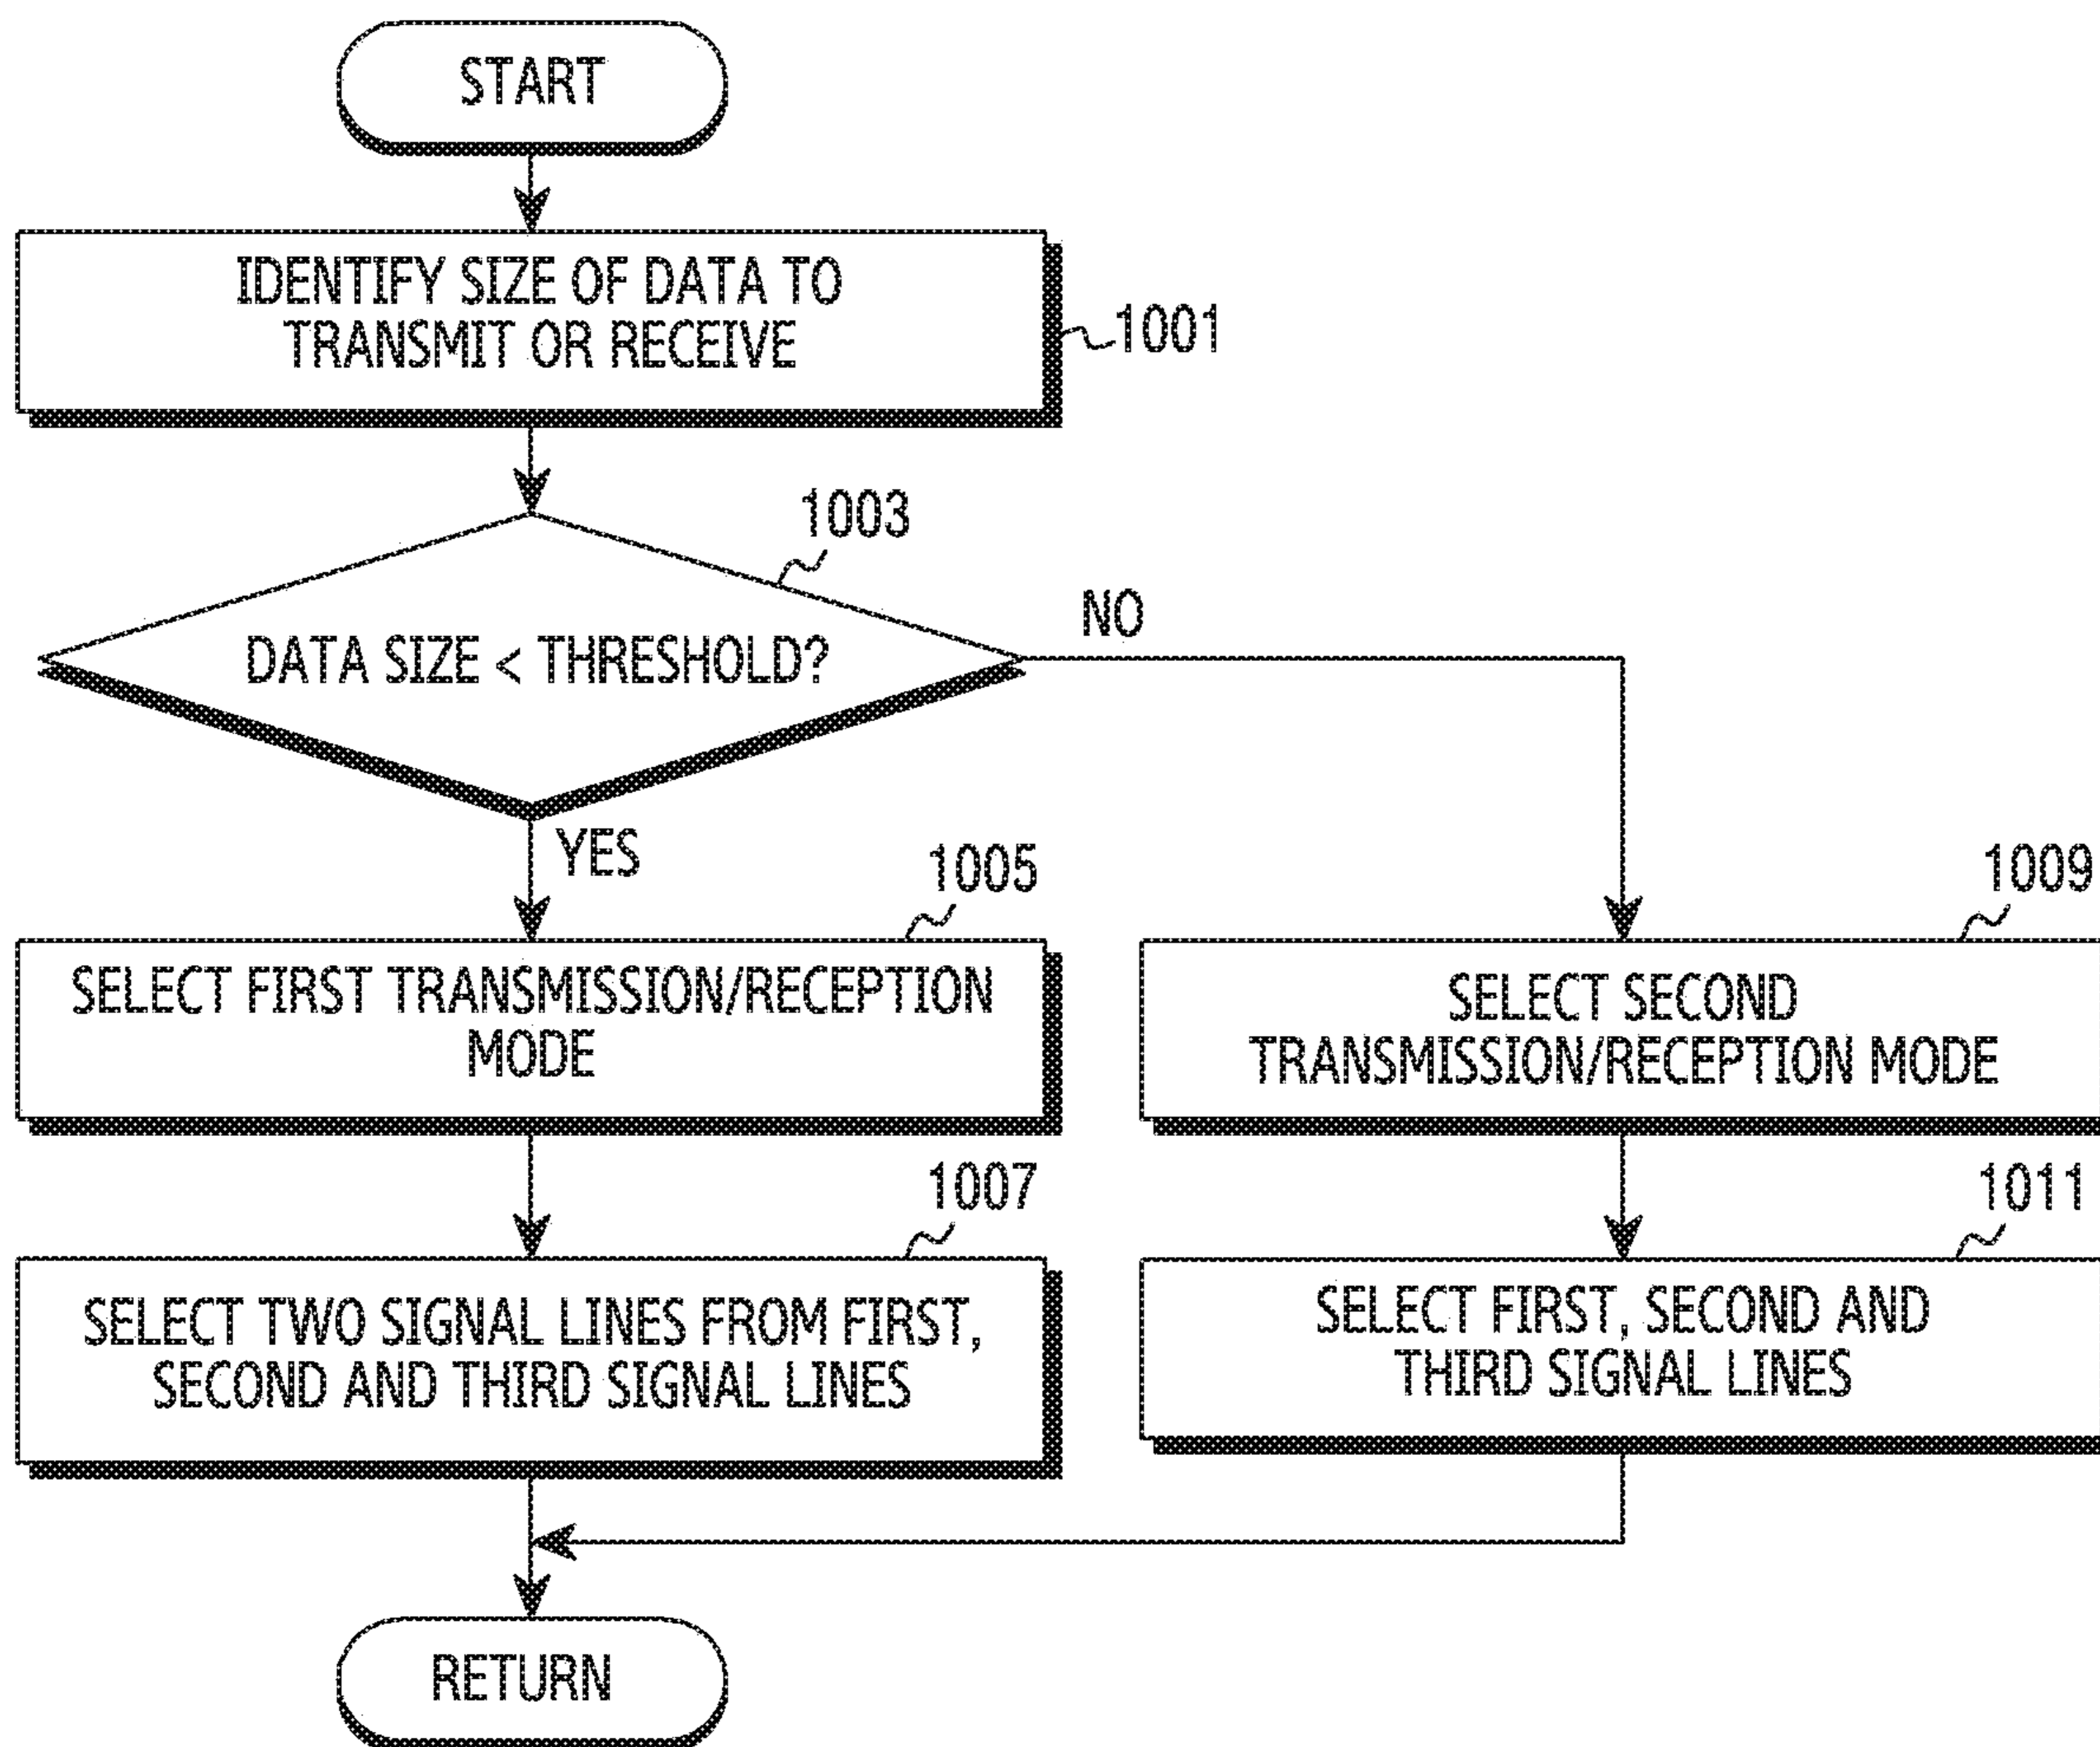 START
IDENTIFY SIZE OF DATA TO
TRANSMIT OR RECEIVE
1001
1003
DATA SIZE < THRESHOLD?
NO
YES
1005
SELECT FIRST TRANSMISSION/RECEPTION
MODE
1009
SELECT SECOND
TRANSMISSION/RECEPTION MODE
1007
SELECT TWO SIGNAL LINES FROM FIRST,
SECOND AND THIRD SIGNAL LINES
1011
SELECT FIRST, SECOND AND
THIRD SIGNAL LINES
RETURN